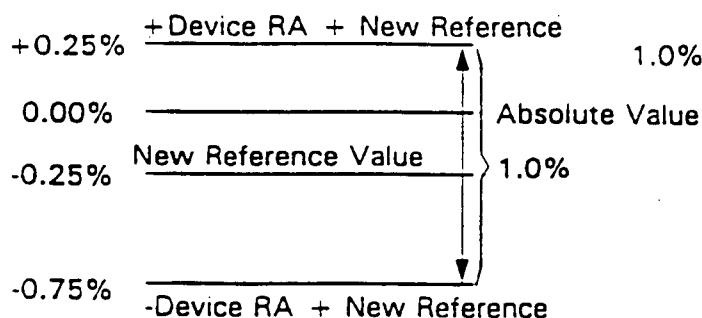 +Device RA + New Reference
+0.25%
1.0%
0.00%
Absolute Value
New Reference Value
-0.25%
1.0%
-0.75%
-Device RA + New Reference